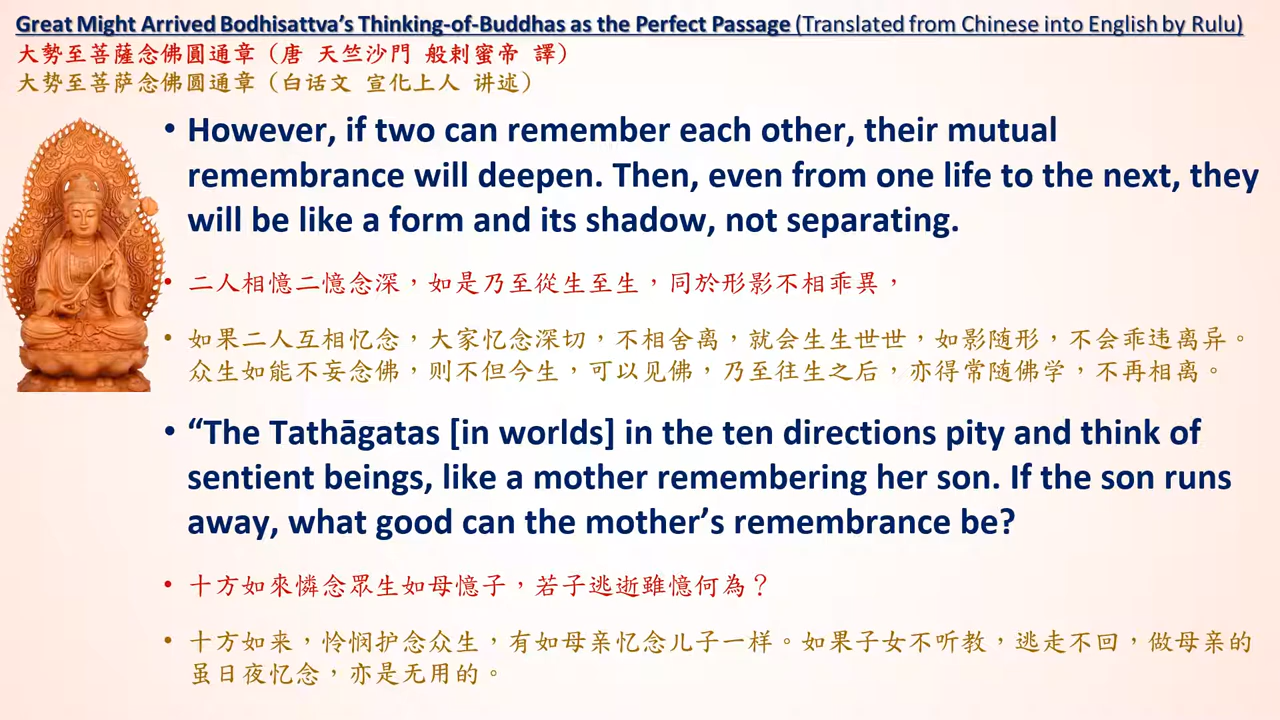 Great Might Arrived Bodhisattva's Thinking-of-Buddhas as the Perfect Passage (Translated from Chinese into English by Rulu)
大勢至菩薩念佛圓通章（唐 天竺沙門 般剌蜜帝 譯）
大势至菩萨念佛圆通章（白话文 宣化上人 讲述）
• However, if two can remember each other, their mutual
remembrance will deepen. Then, even from one life to the next, they
will be like a form and its shadow, not separating.
• 二人相憶二憶念深，如是乃至從生至生，同於形影不相乖異，
• 如果二人互相忆念，大家忆念深切，不相舍离，就会生生世世，如影随形，不会乖违离异。
众生如能不妄念佛，则不但今生，可以见佛，乃至往生之后，亦得常随佛学，不再相离。
• “The Tathāgatas [in worlds] in the ten directions pity and think of
sentient beings, like a mother remembering her son. If the son runs
away, what good can the mother’s remembrance be?
• 十方如來憐念眾生如母憶子，若子逃逝雖憶何為？
• 十方如来，怜悯护念众生，有如母亲忆念儿子一样。如果子女不听教，逃走不回，做母亲的
虽日夜忆念，亦是无用的。